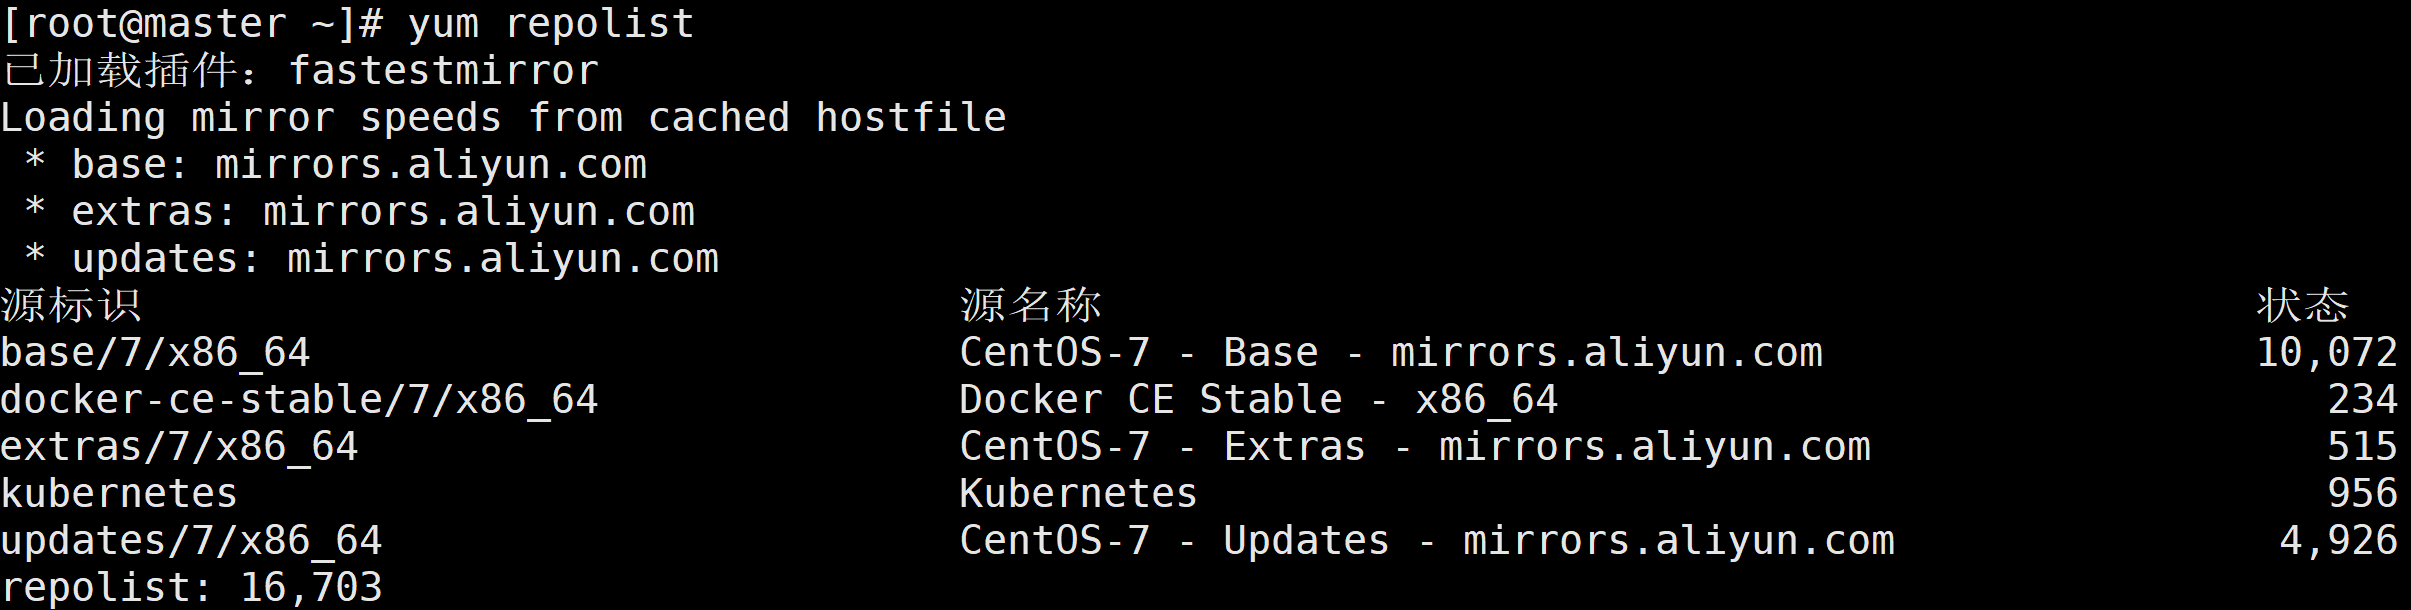 [root@master ~]# yum repolist
已加载插件：fastestmirror
Loading mirror speeds from cached hostfile
 * base: mirrors.aliyun.com
 * extras: mirrors.aliyun.com
 * updates: mirrors.aliyun.com
源标识 源名称 状态
base/7/x86_64 CentOS-7 - Base - mirrors.aliyun.com 10,072
docker-ce-stable/7/x86_64 Docker CE Stable - x86_64 234
extras/7/x86_64 CentOS-7 - Extras - mirrors.aliyun.com 515
kubernetes Kubernetes 956
updates/7/x86_64 CentOS-7 - Updates - mirrors.aliyun.com 4,926
repolist: 16,703